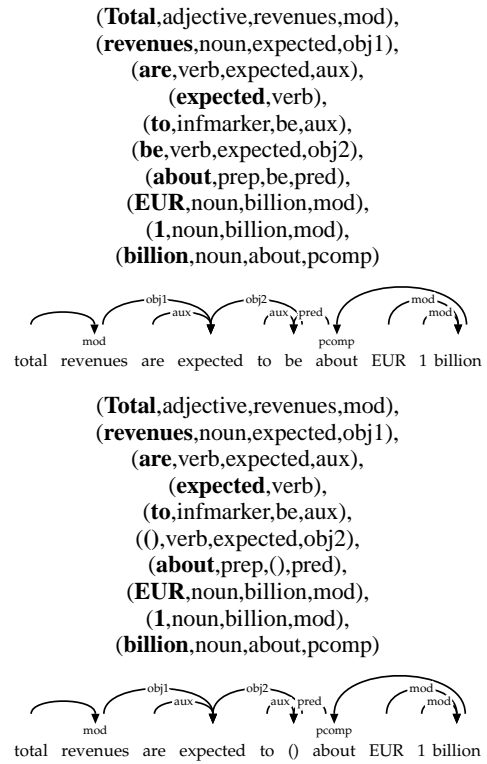 (Total,adjective,revenues,mod),
(revenues,noun,expected,obj1),
(are,verb,expected,aux),
(expected,verb),
(to,infmarker,be,aux),
(be,verb,expected,obj2),
(about,prep,be,pred),
(EUR,noun,billion,mod),
(1,noun,billion,mod),
(billion,noun,about,pcomp)
obj1 obj2 mod
aux aux pred mod
mod pcomp
total revenues are expected to be about EUR 1 billion
(Total,adjective,revenues,mod),
(revenues,noun,expected,obj1),
(are,verb,expected,aux),
(expected,verb),
(to,infmarker,be,aux),
((),verb,expected,obj2),
(about,prep,(),pred),
(EUR,noun,billion,mod),
(1,noun,billion,mod),
(billion,noun,about,pcomp)
obj1 obj2 mod
aux aux pred mod
mod pcomp
total revenues are expected to () about EUR 1 billion